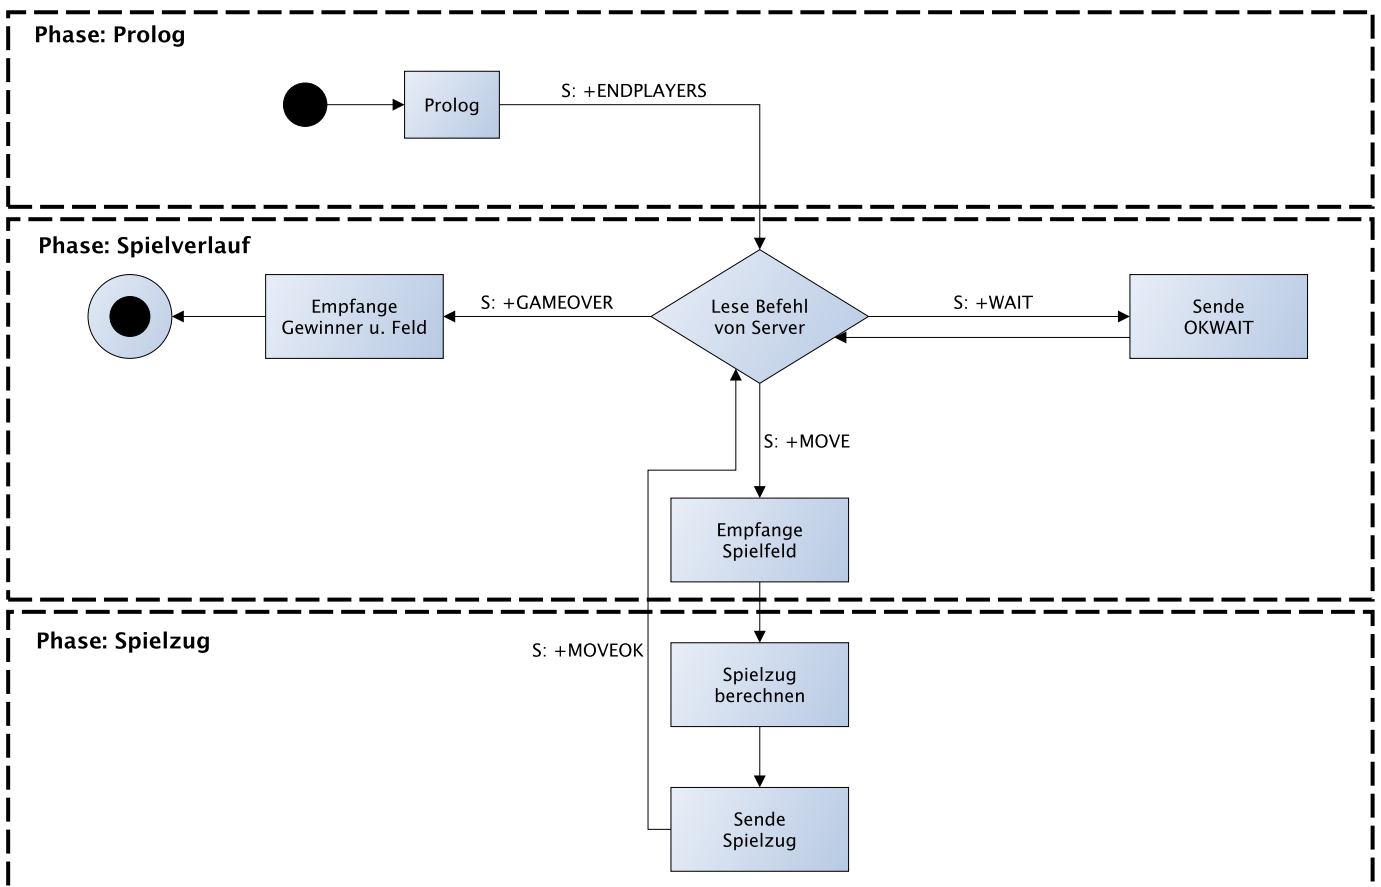 Phase: Prolog
Prolog
S: +ENDPLAYERS
Phase: Spielverlauf
Empfange
Gewinner u. Feld
S: +GAMEOVER
Lese Befehl
von Server
S: +WAIT
Sende
OKWAIT
S: +MOVE
Empfange
Spielfeld
Phase: Spielzug
S: +MOVEOK
Spielzug
berechnen
Sende
Spielzug